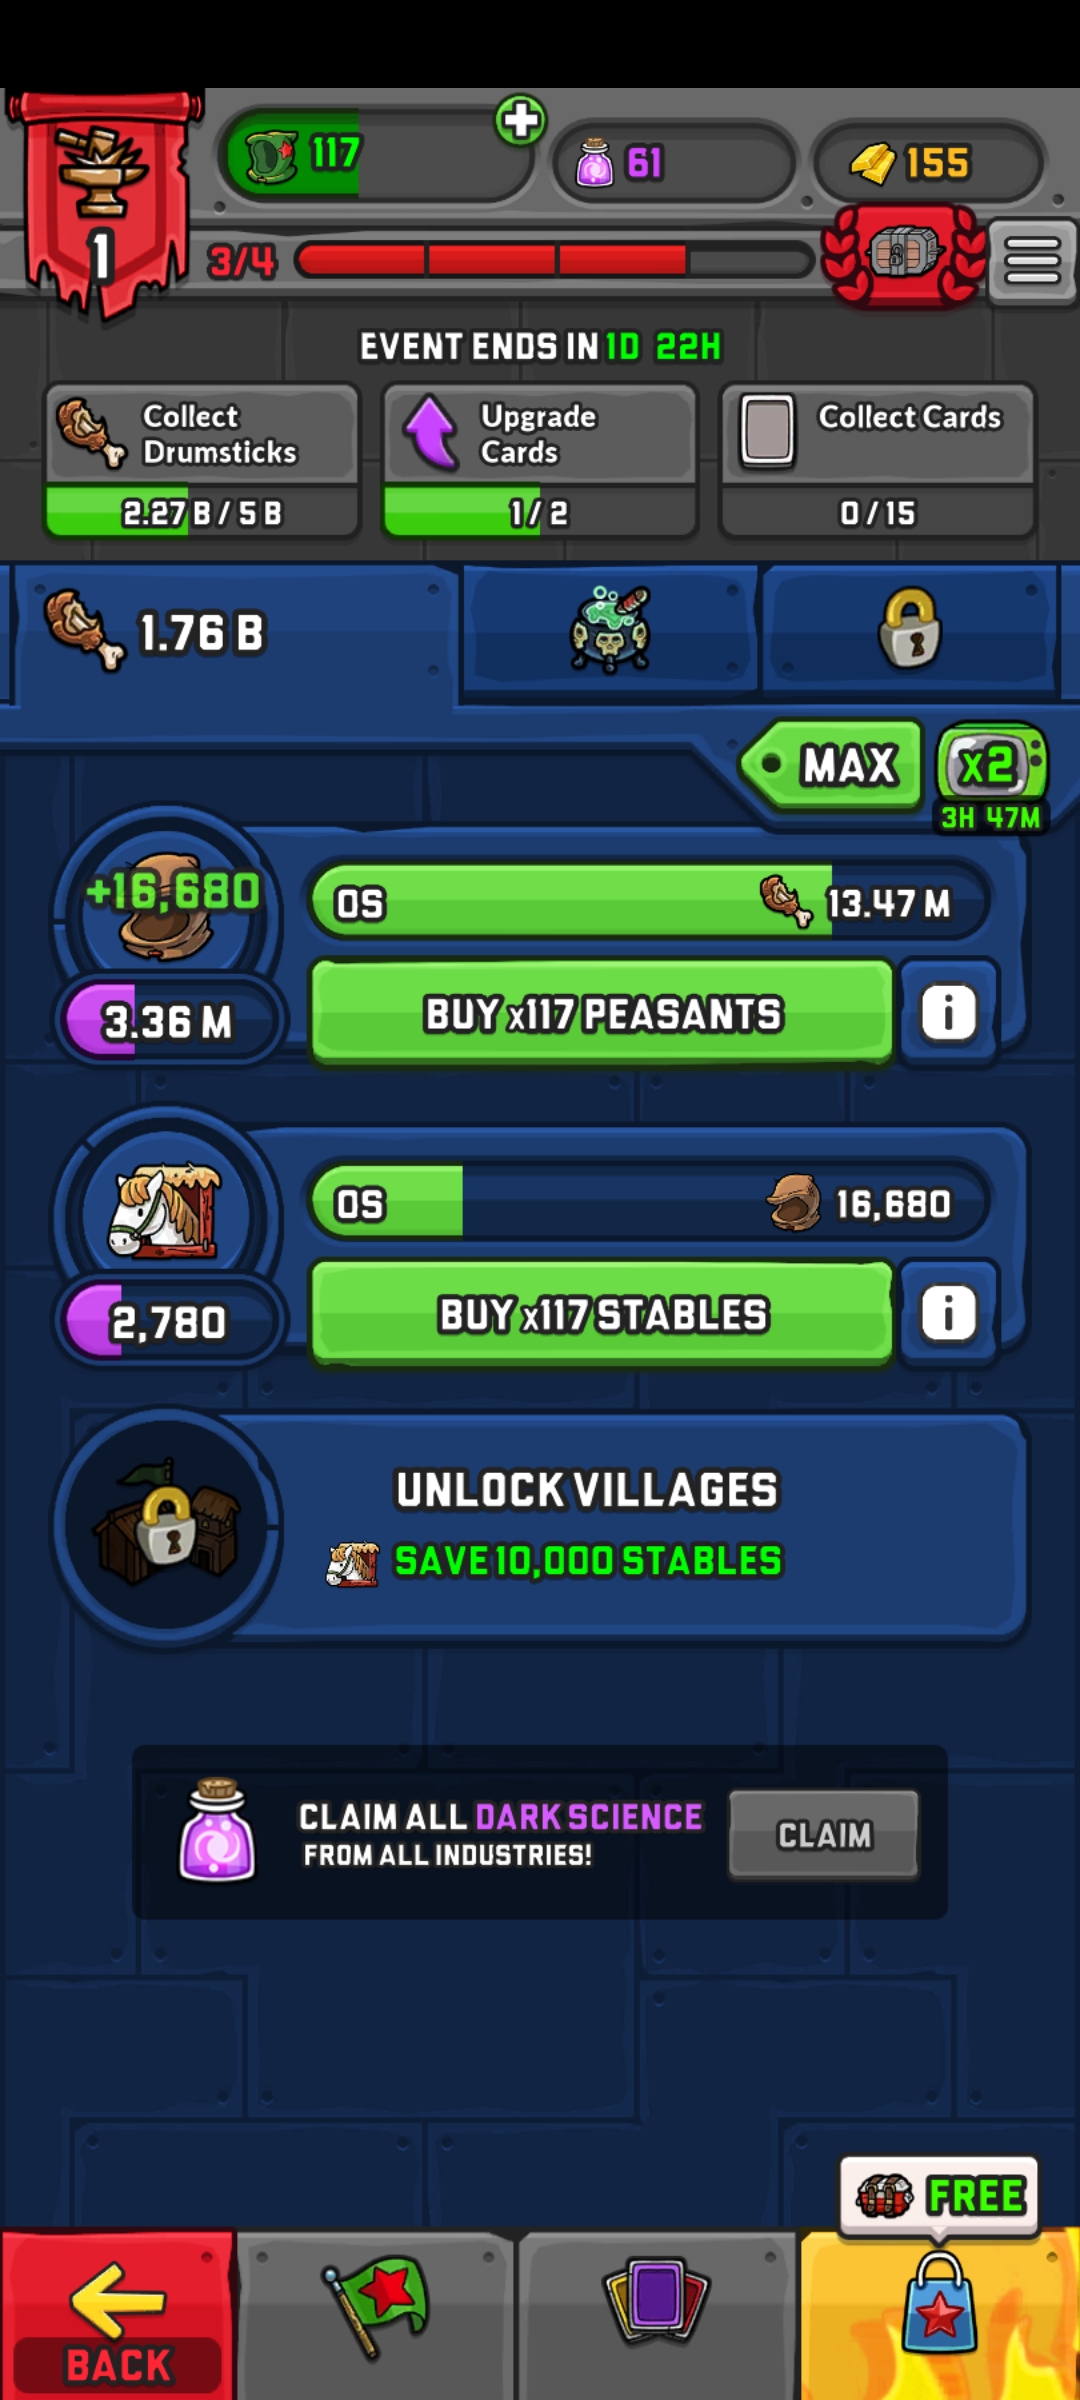 117
61
155
1
3/4
EVENT ENDS IN 1D 22H
Collect
Drumsticks
2.27 B / 5 B
Upgrade
Cards
1 / 2
Collect Cards
0 / 15
1.76 B
MAX
x2
3H 47M
+16,680
0S
13.47 M
3.36 M
BUY x117 PEASANTS
i
0S
16,680
2,780
BUY x117 STABLES
i
UNLOCK VILLAGES
SAVE 10,000 STABLES
CLAIM ALL DARK SCIENCE
FROM ALL INDUSTRIES!
CLAIM
FREE
BACK